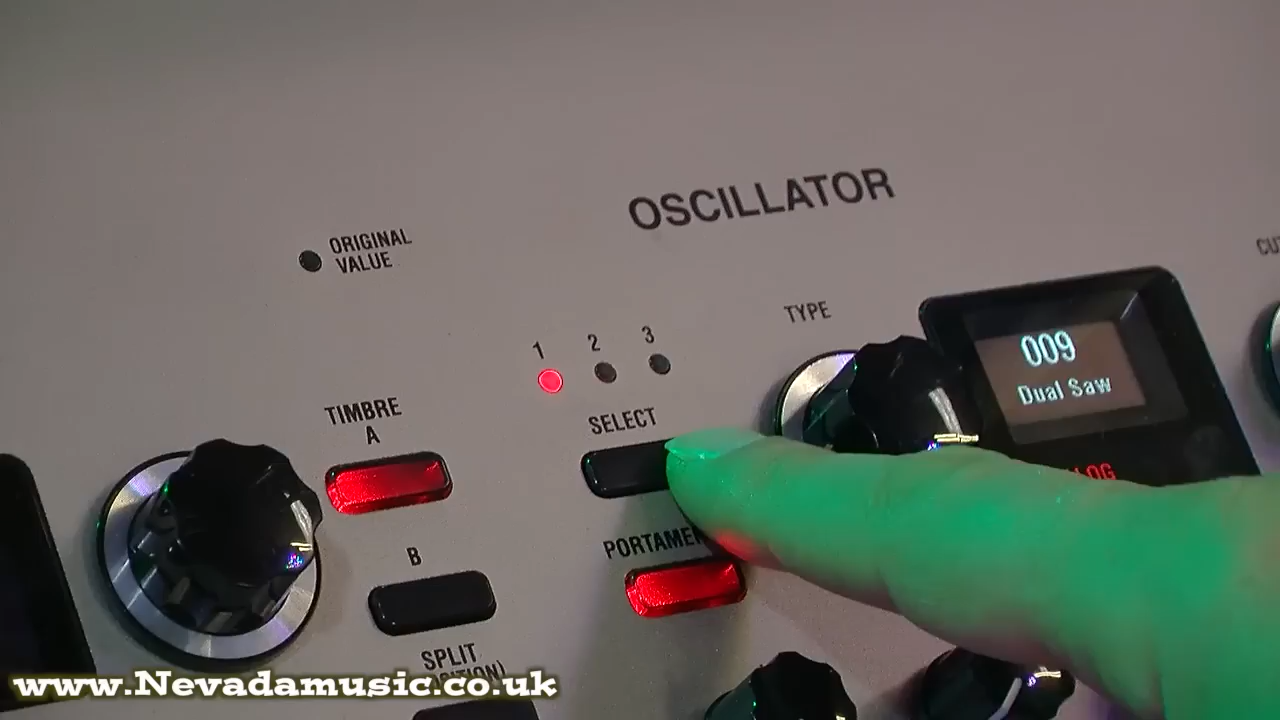 OSCILLATOR
ORIGINAL
VALUE
TYPE
1 2 3
009
Dual Saw
TIMBRE
A
SELECT
B
SPLIT
www.Nevadamusic.co.uk